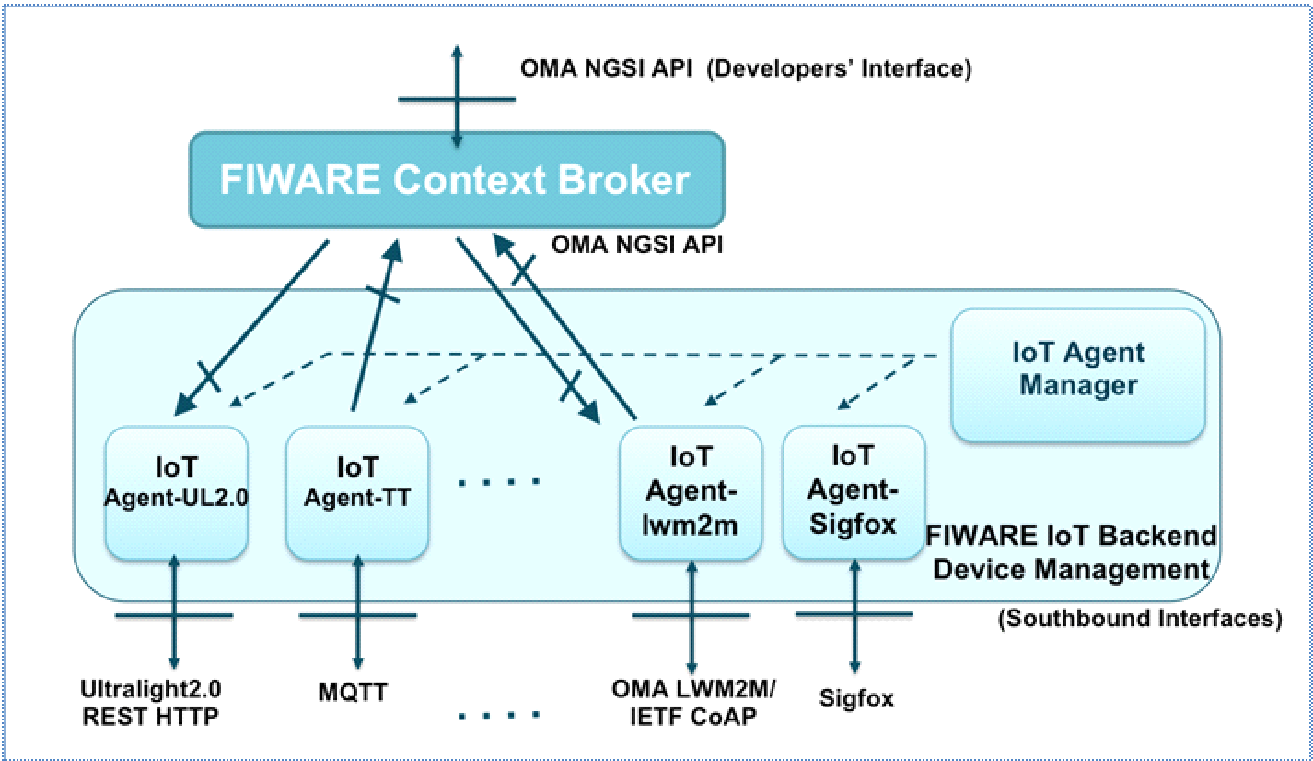 OMA NGSI API (Developers' Interface)
FIWARE Context Broker
OMA NGSI API
IoT Agent
Manager
IoT
Agent-UL2.0
IoT
Agent-TT
IoT
Agent-
lwm2m
IoT
Agent-
Sigfox
FIWARE IoT Backend
Device Management
(Southbound Interfaces)
Ultralight2.0
REST HTTP
MQTT
OMA LWM2M/
IETF CoAP
Sigfox